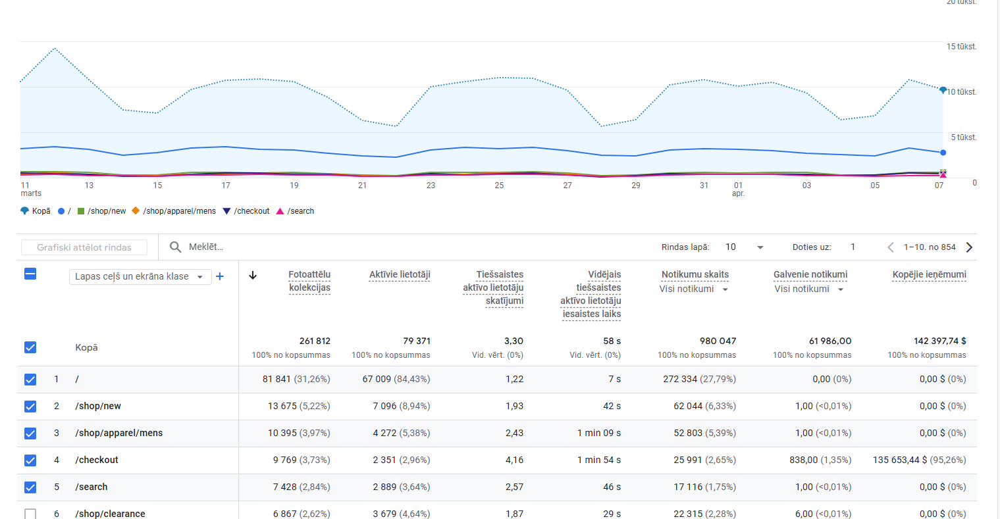 20 tūkst.
15 tūkst.
10 tūkst.
5 tūkst.
0
11 13 15 17 19 21 23 25 27 29 31 01 03 05 07
marts apr.
Kopā / /shop/new /shop/apparel/mens /checkout /search
Grafiski attēlot rindas Meklēt… Rindas lapā: 10 Doties uz: 1 1–10. no 854
Lapas ceļš un ekrāna klase
Fotoattēlu
kolekcijas
Aktīvie lietotāji
Tiešsaistes
aktīvo lietotāju
skatījumi
Vidējais
tiešsaistes
aktīvo lietotāju
iesaistes laiks
Notikumu skaits
Visi notikumi
Galvenie notikumi
Visi notikumi
Kopējie ieņēmumi
Kopā 261 812 79 371 3,30 58 s 980 047 61 986,00 142 397,74 $
100% no kopsummas 100% no kopsummas Vid. vērt. (0%) Vid. vērt. (0%) 100% no kopsummas 100% no kopsummas 100% no kopsummas
1 / 81 841 (31,26%) 67 009 (84,43%) 1,22 7 s 272 334 (27,79%) 0,00 (0%) 0,00 $ (0%)
2 /shop/new 13 675 (5,22%) 7 096 (8,94%) 1,93 42 s 62 044 (6,33%) 1,00 (<0,01%) 0,00 $ (0%)
3 /shop/apparel/mens 10 395 (3,97%) 4 272 (5,38%) 2,43 1 min 09 s 52 803 (5,39%) 1,00 (<0,01%) 0,00 $ (0%)
4 /checkout 9 769 (3,73%) 2 351 (2,96%) 4,16 1 min 54 s 25 991 (2,65%) 838,00 (1,35%) 135 653,44 $ (95,26%)
5 /search 7 428 (2,84%) 2 889 (3,64%) 2,57 46 s 17 116 (1,75%) 1,00 (<0,01%) 0,00 $ (0%)
6 /shop/clearance 6 867 (2,62%) 3 679 (4,64%) 1,87 29 s 22 315 (2,28%) 6,00 (<0,01%) 0,00 $ (0%)